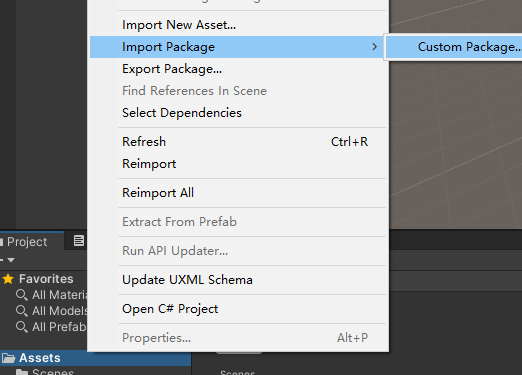 Import New Asset...
Import Package
Custom Package...
Export Package...
Find References In Scene
Select Dependencies
Refresh Ctrl+R
Reimport
Reimport All
Extract From Prefab
Run API Updater...
Update UXML Schema
Open C# Project
Properties... Alt+P
Project
Favorites
All Materia
All Models
All Prefab
Assets
Scenes
Scenes